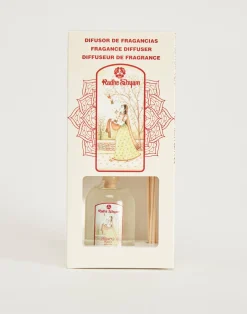 DIFUSOR DE FRAGANCIAS
FRAGANCE DIFFUSER
DIFFUSEUR DE FRAGRANCE
Radhe Shyam
Radhe Shyam